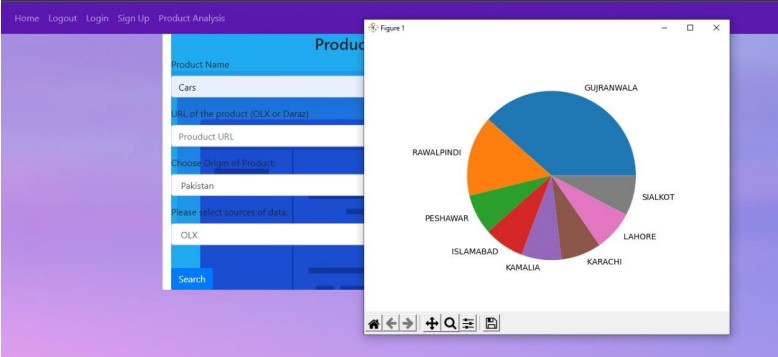 Home Logout Login Sign Up Product Analysis
Produc
Product Name
Cars
URL of the product (OLX or Daraz)
Prouduct URL
Choose Origin of Product:
Pakistan
Please select sources of data:
OLX
Search
Figure 1
GUJRANWALA
RAWALPINDI
PESHAWAR
ISLAMABAD
KAMALIA
KARACHI
LAHORE
SIALKOT